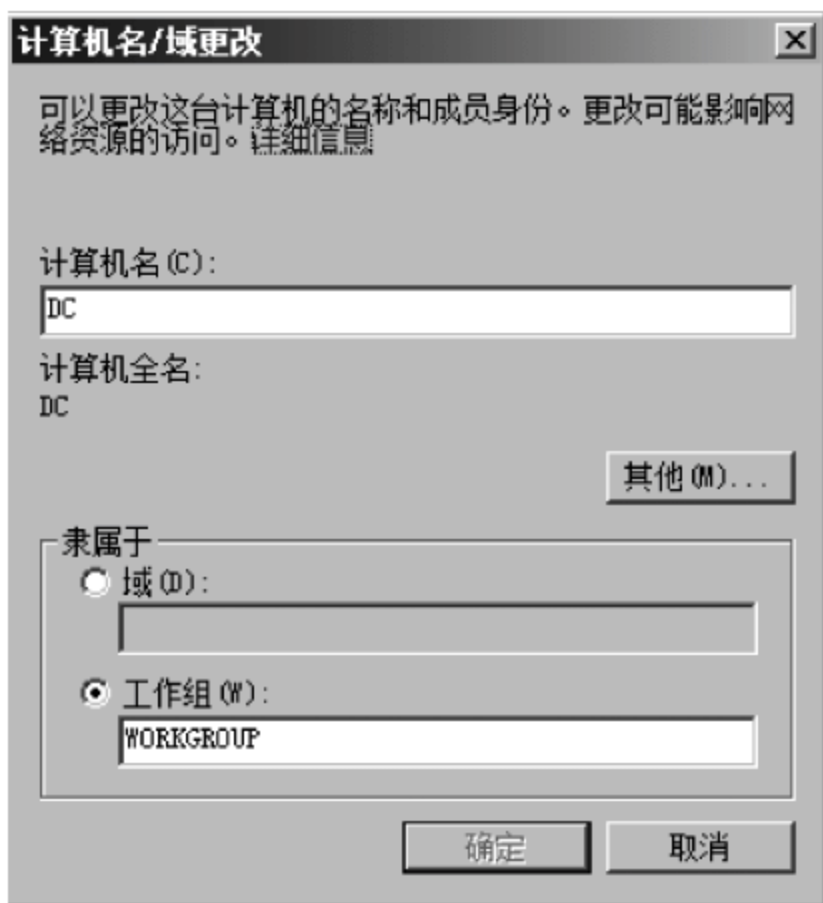 计算机名/域更改
可以更改这台计算机的名称和成员身份。更改可能影响网
络资源的访问。详细信息
计算机名(C):
DC
计算机全名:
DC
其他(M)...
隶属于
域(D):
工作组(W):
WORKGROUP
确定
取消